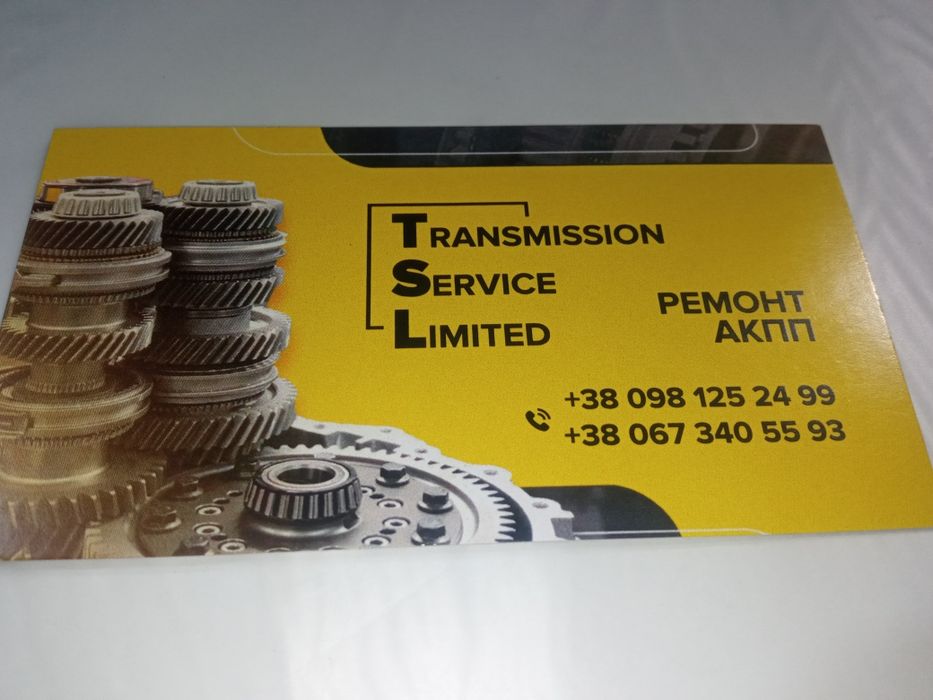 TRANSMISSION
SERVICE
LIMITED
РЕМОНТ
АКПП
+38 098 125 24 99
+38 067 340 55 93